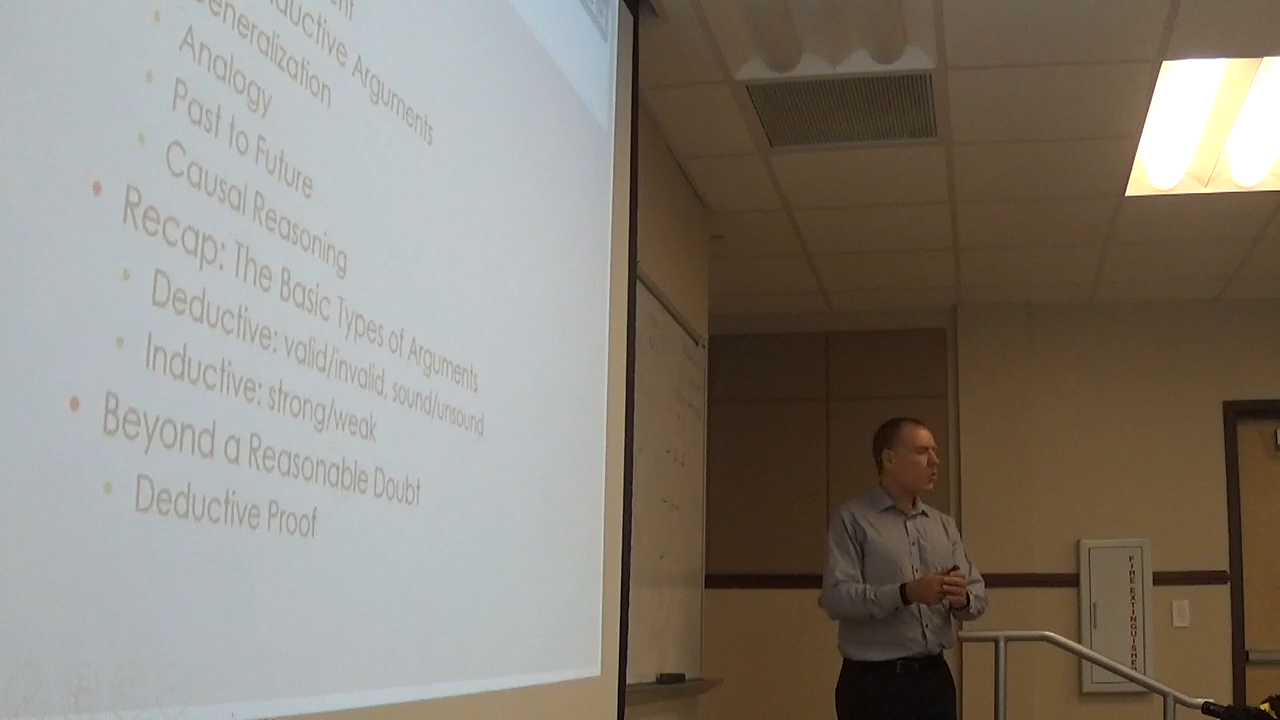 Arguments
Generalization
Analogy
Past to Future
Causal Reasoning
Recap: The Basic Types of Arguments
Deductive: valid/invalid, sound/unsound
Inductive: strong/weak
Beyond a Reasonable Doubt
Deductive Proof
FIRE EXTINGUISHER